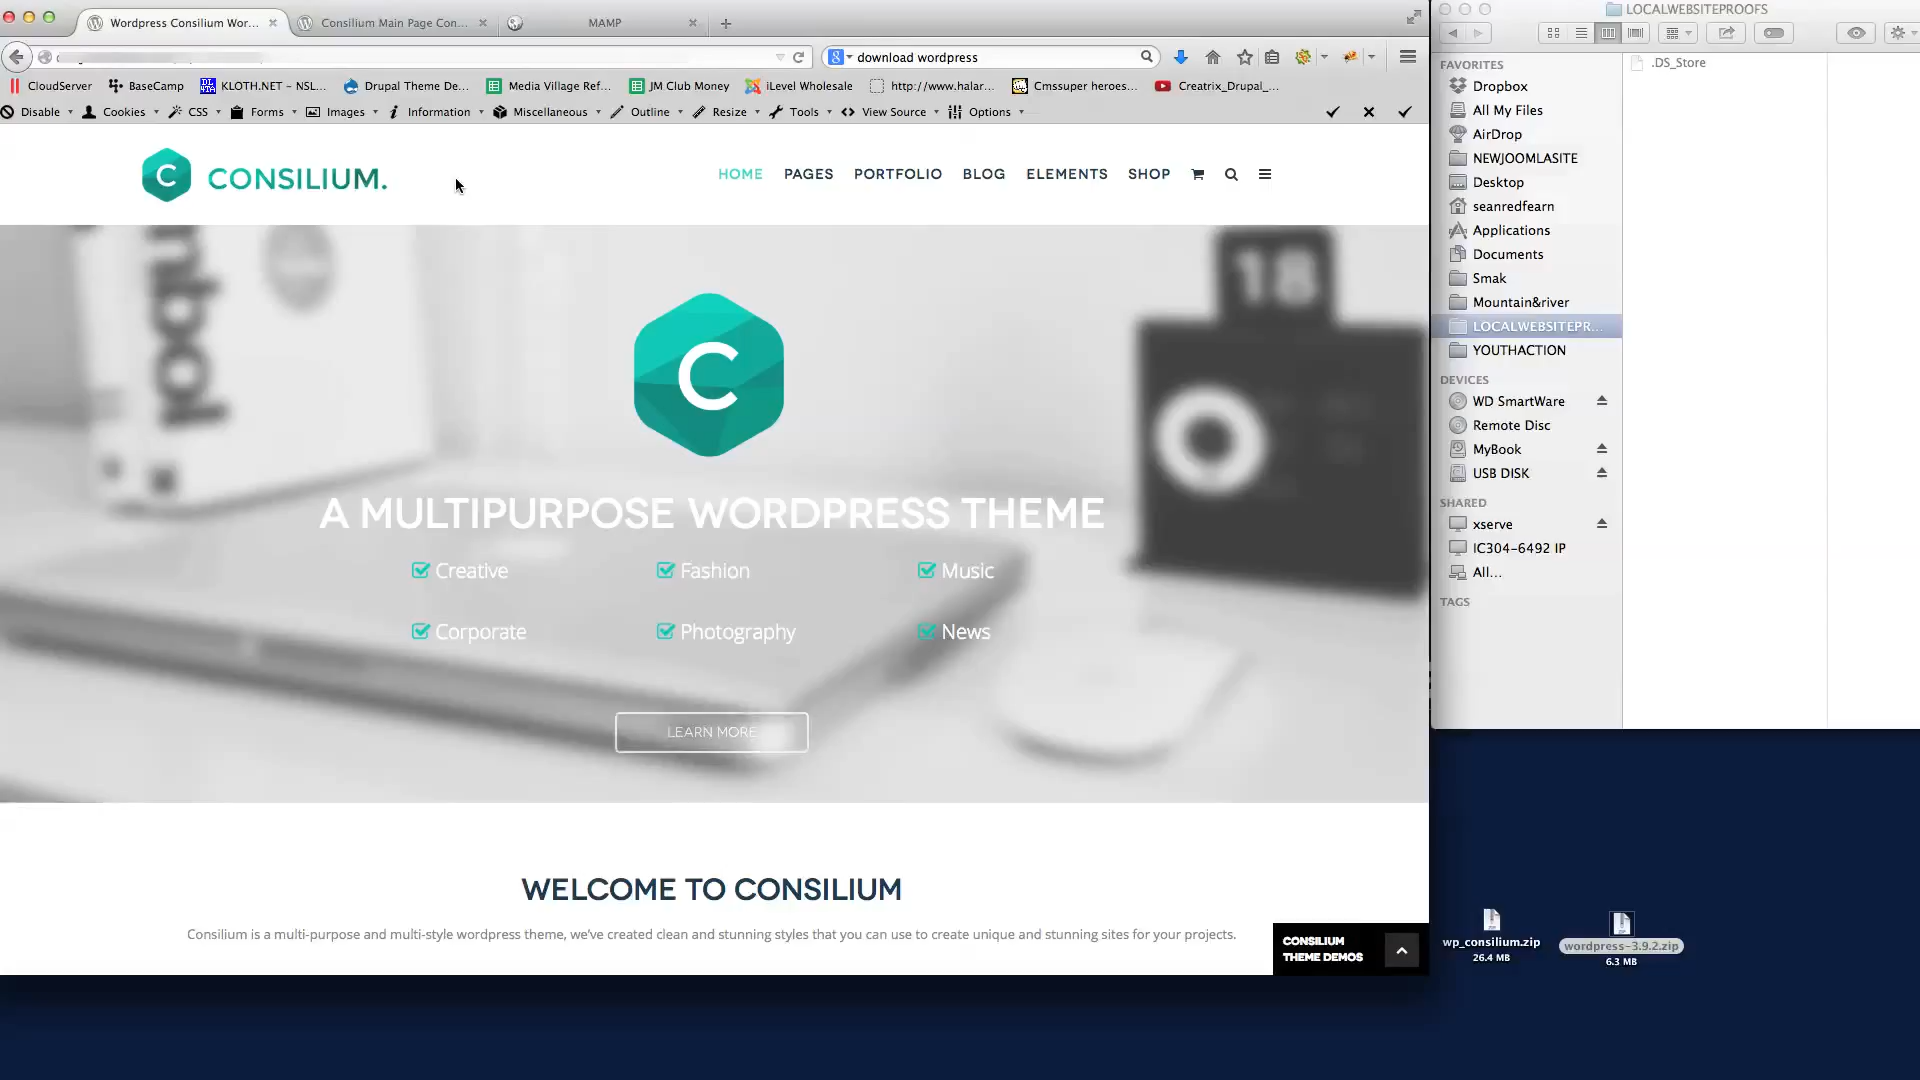 Wordpress Consilium Wor...
Consilium Main Page Con...
MAMP
download wordpress
CloudServer
BaseCamp
KLOTH.NET – NSL...
Drupal Theme De...
Media Village Ref...
JM Club Money
iLevel Wholesale
http://www.halar...
Cmssuper heroes...
Creatrix_Drupal_...
Disable
Cookies
CSS
Forms
Images
Information
Miscellaneous
Outline
Resize
Tools
View Source
Options
C CONSILIUM.
HOME PAGES PORTFOLIO BLOG ELEMENTS SHOP
18
C
A MULTIPURPOSE WORDPRESS THEME
Creative
Fashion
Music
Corporate
Photography
News
LEARN MORE
WELCOME TO CONSILIUM
Consilium is a multi-purpose and multi-style wordpress theme, we've created clean and stunning styles that you can use to create unique and stunning sites for your projects.
CONSILIUM
THEME DEMOS
LOCALWEBSITEPROOFS
FAVORITES
Dropbox
All My Files
AirDrop
NEWJOOMLASITE
Desktop
seanredfearn
Applications
Documents
Smak
Mountain&river
LOCALWEBSITEPR...
YOUTHACTION
DEVICES
WD SmartWare
Remote Disc
MyBook
USB DISK
SHARED
xserve
IC304-6492 IP
All...
TAGS
.DS_Store
wp_consilium.zip
26.4 MB
wordpress-3.9.2.zip
6.3 MB